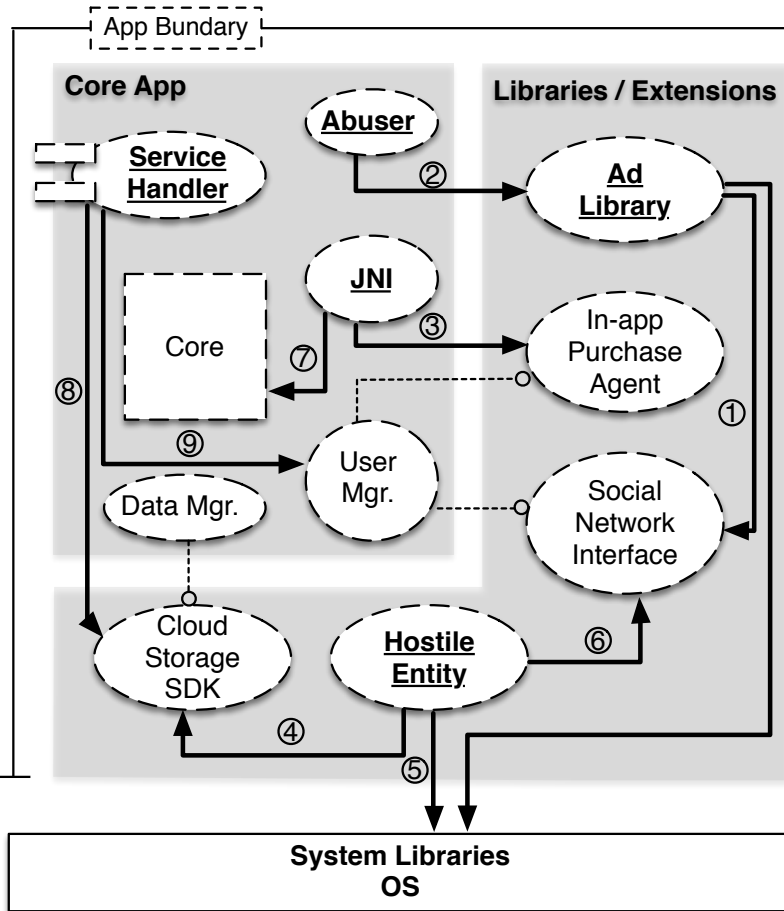 App Bundary
Core App
Libraries / Extensions
Abuser
Service
Handler
②
Ad
Library
JNI
③
In-app
Purchase
Agent
Core
⑦
⑧
①
⑨
User
Mgr.
Data Mgr.
Social
Network
Interface
Cloud
Storage
SDK
Hostile
Entity
⑥
④
⑤
System Libraries
OS